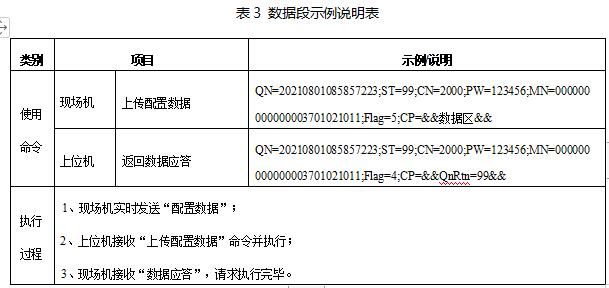 表 3 数据段示例说明表
类别 项目 示例说明
使用命令
现场机 上传配置数据
QN=20210801085857223;ST=99;CN=2000;PW=123456;MN=000000
000000003701021011;Flag=5;CP=&&数据区&&
上位机 返回数据应答
QN=20210801085857223;ST=99;CN=2000;PW=123456;MN=000000
000000003701021011;Flag=4;CP=&&QnRtn=99&&
执行过程
1、现场机实时发送“配置数据”;
2、上位机接收“上传配置数据”命令并执行;
3、现场机接收“数据应答”,请求执行完毕。